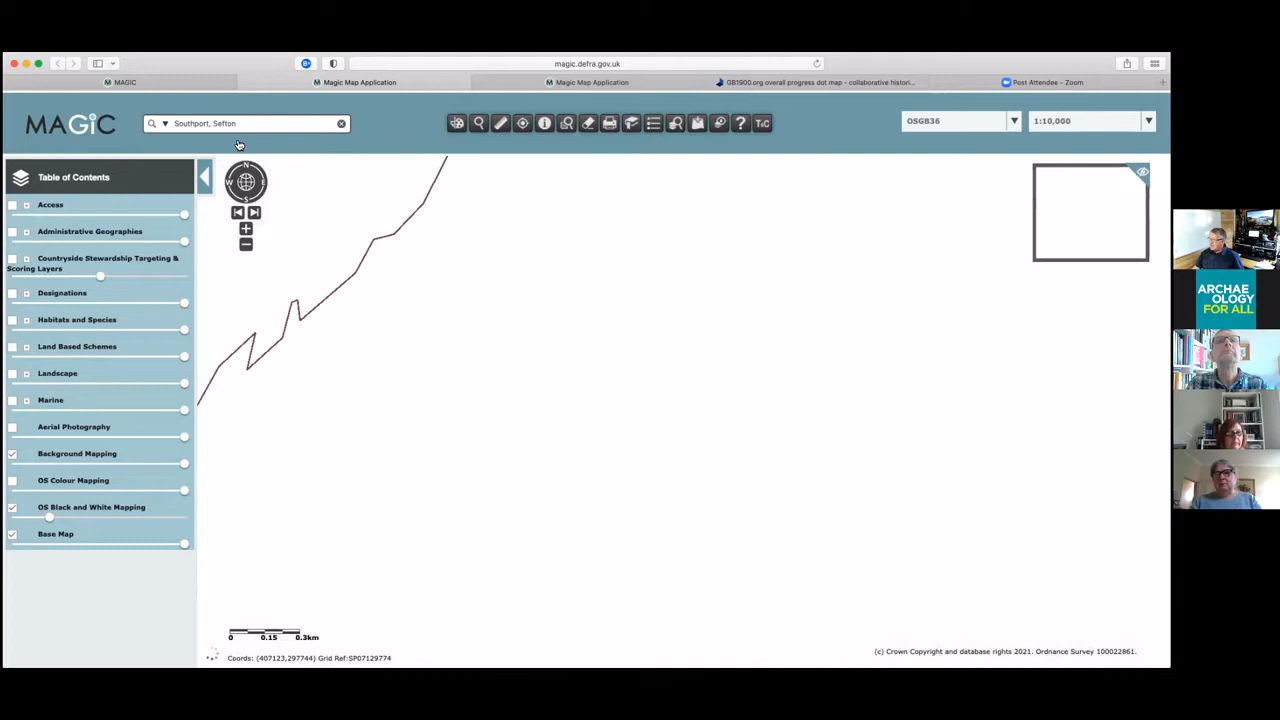 magic.defra.gov.uk
MAGIC
Magic Map Application
Magic Map Application
GB1900.org overall progress dot map - collaborative histori...
Post Attendee - Zoom
MAGiC
Southport, Sefton
T&C
OSGB36
1:10,000
Table of Contents
Access
Administrative Geographies
Countryside Stewardship Targeting &
Scoring Layers
Designations
Habitats and Species
Land Based Schemes
Landscape
Marine
Aerial Photography
Background Mapping
OS Colour Mapping
OS Black and White Mapping
Base Map
N
W
E
S
0 0.15 0.3km
Coords: (407123,297744) Grid Ref:SP07129774
(c) Crown Copyright and database rights 2021. Ordnance Survey 100022861.
ARCHAE
OLOGY
FOR ALL